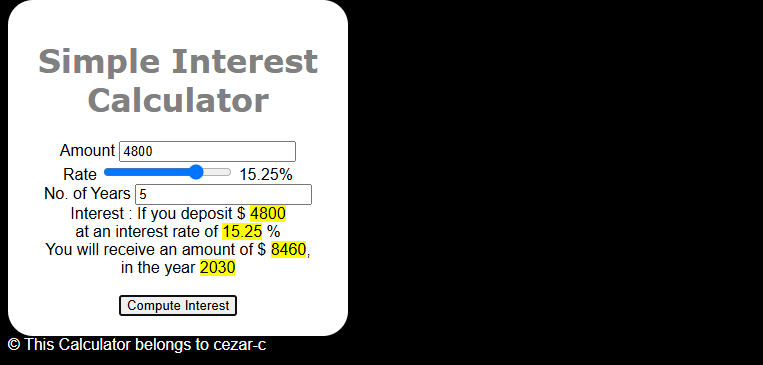 Simple Interest
Calculator
Amount 4800
Rate 15.25%
No. of Years 5
Interest : If you deposit $ 4800
at an interest rate of 15.25 %
You will receive an amount of $ 8460,
in the year 2030
Compute Interest
© This Calculator belongs to cezar-c